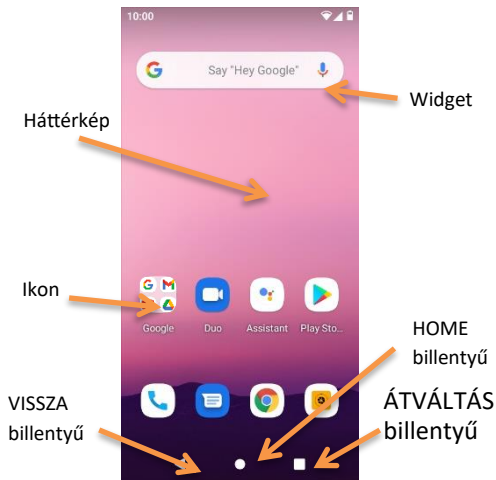 10:00
G
Say "Hey Google"
Widget
Háttérkép
Ikon
G M
Google
Duo
Assistant
Play Sto...
HOME
billentyű
VISSZA
billentyű
ÁTVÁLTÁS
billentyű